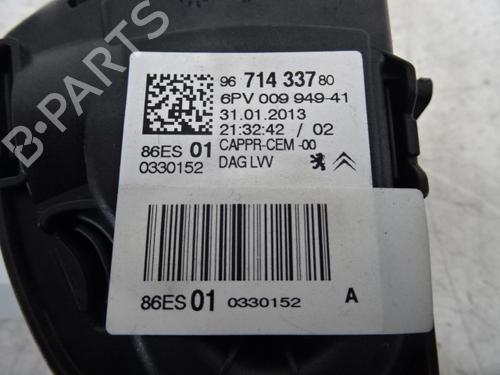 96 714 337 80
6PV 009 949-41
31.01.2013
21:32:42 / 02
86ES 01 CAPPR-CEM -00
0330152 DAG LVV
86ES 01 0330152 A
B-PARTS